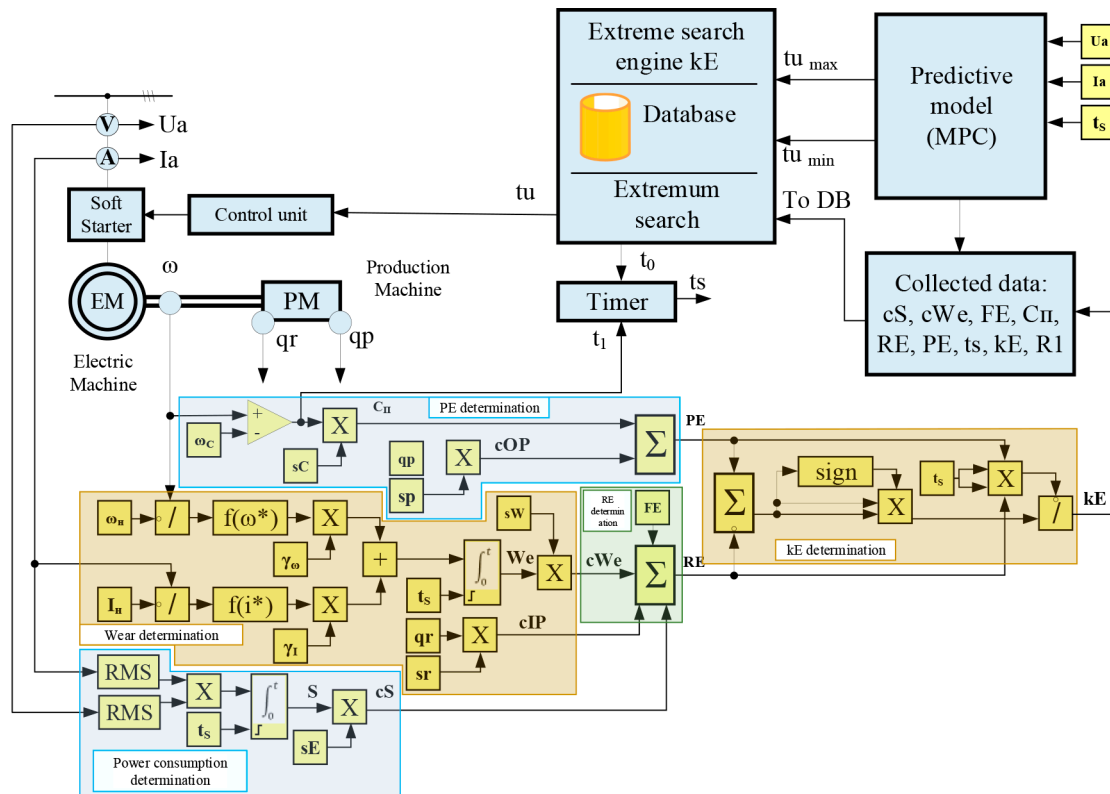 Extreme search
engine kE
Database
Extremum
search
tu max
tu min
Predictive
model
(MPC)
Ua
Ia
tS
V
Ua
A
Ia
Soft
Starter
Control unit
tu
To DB
t0
Timer
ts
t1
Collected data:
cS, cWe, FE, Cп,
RE, PE, ts, kE, R1
EM
ω
PM
Production
Machine
qr
qp
Electric
Machine
PE determination
+
-
ωC
X
Cп
sC
qp
sp
X
cOP
Σ
PE
ωн
/
f(ω*)
X
γω
+
Iн
/
f(i*)
X
γI
Wear determination
∫0t
tS
We
sW
X
cWe
qr
sr
X
cIP
RE
determin
ation
FE
Σ
RE
RMS
RMS
X
tS
∫0t
S
X
cS
sE
Power consumption
determination
Σ
sign
X
tS
X
/
kE
kE determination